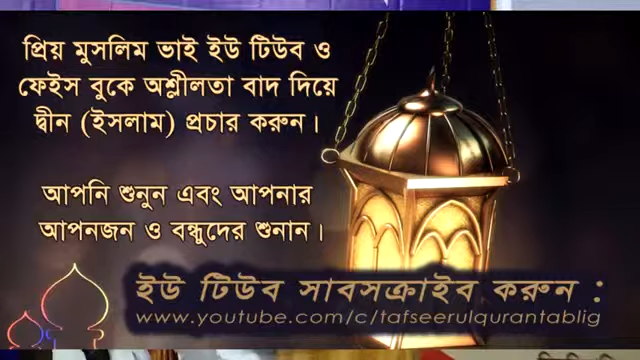 প্রিয় মুসলিম ভাই ইউ টিউব ও
ফেইস বুকে অশ্লীলতা বাদ দিয়ে
দ্বীন (ইসলাম) প্রচার করুন।
আপনি শুনুন এবং আপনার
আপনজন ও বন্ধুদের শুনান।
ইউ টিউব সাবসক্রাইব করুন :
www.youtube.com/c/tafseerulqurantablig